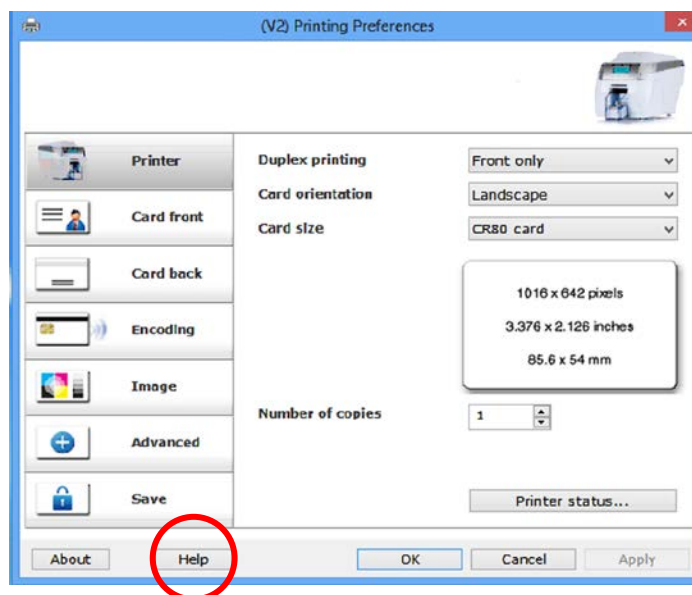 (V2) Printing Preferences
Printer
Duplex printing
Front only
Card orientation
Landscape
Card front
Card size
CR80 card
Card back
1016 x 642 pixels
3.376 x 2.126 inches
85.6 x 54 mm
Encoding
Image
Number of copies
1
Advanced
Save
Printer status...
About
Help
OK
Cancel
Apply